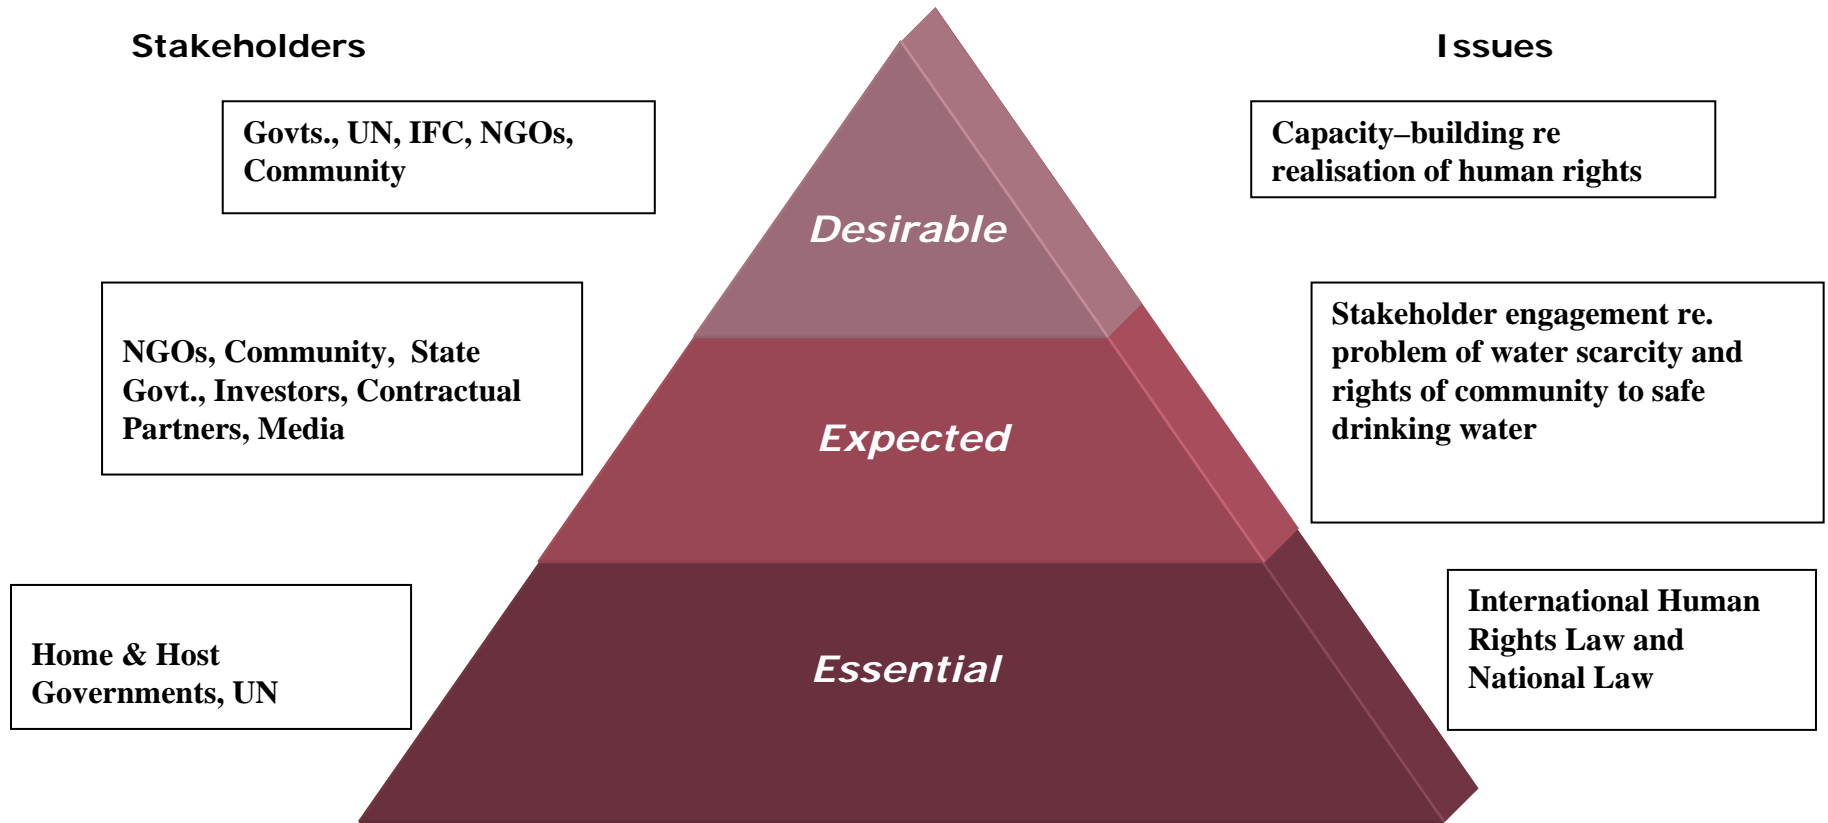 Stakeholders
Issues
Govts., UN, IFC, NGOs,
Community
Capacity–building re
realisation of human rights
Desirable
NGOs, Community, State
Govt., Investors, Contractual
Partners, Media
Stakeholder engagement re.
problem of water scarcity and
rights of community to safe
drinking water
Expected
Home & Host
Governments, UN
International Human
Rights Law and
National Law
Essential